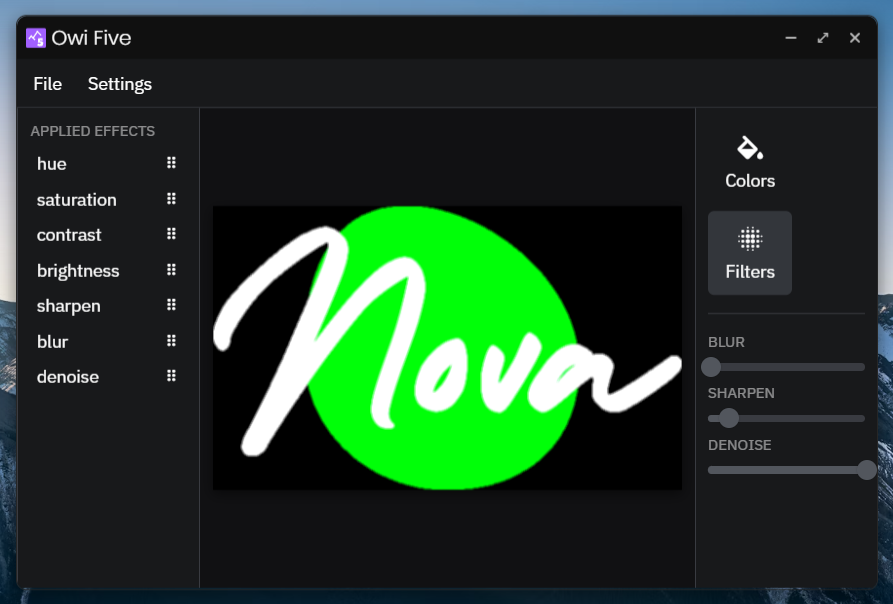 Owi Five
File Settings
APPLIED EFFECTS
hue
saturation
contrast
brightness
sharpen
blur
denoise
Nova
Colors
Filters
BLUR
SHARPEN
DENOISE